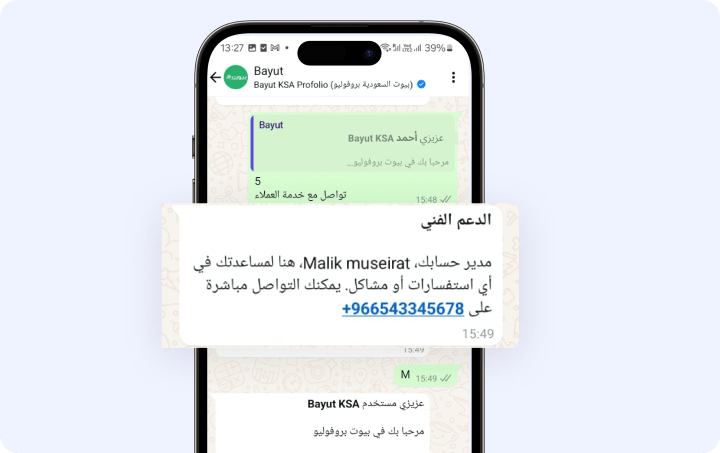 13:27 39%
Bayut
Bayut KSA Profolio (بيوت السعودية بروفوليو)
Bayut
عزيزي أحمد Bayut KSA
مرحبا بك في بيوت بروفوليو...
5
تواصل مع خدمة العملاء
15:48
الدعم الفني
مدير حسابك، Malik museirat، هنا لمساعدتك في
أي استفسارات أو مشاكل. يمكنك التواصل مباشرة
على +966543345678
15:49
15:49
M 15:49
عزيزي مستخدم Bayut KSA
مرحبا بك في بيوت بروفوليو